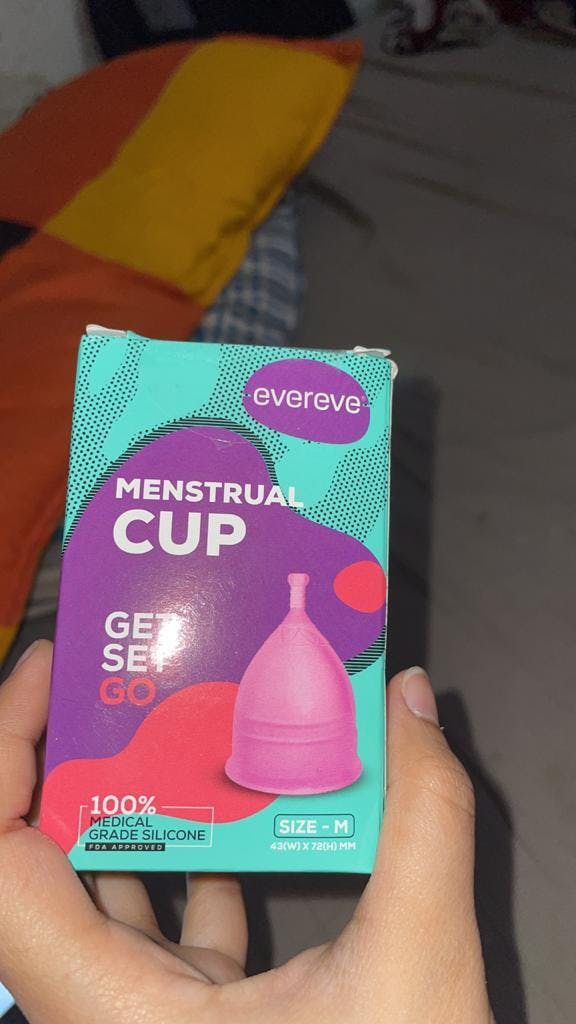 evereve®
MENSTRUAL
CUP
GET
SET
GO
100%
MEDICAL
GRADE SILICONE
FDA APPROVED
SIZE - M
43(W) X 72(H) MM